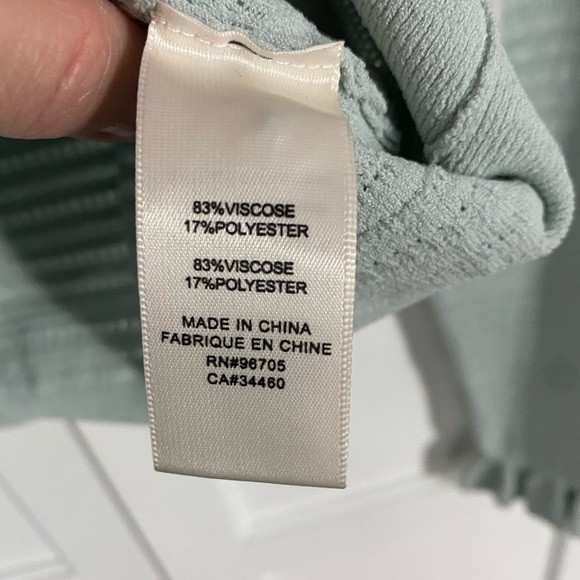 83%VISCOSE
17%POLYESTER
83%VISCOSE
17%POLYESTER
MADE IN CHINA
FABRIQUE EN CHINE
RN#96705
CA#34460